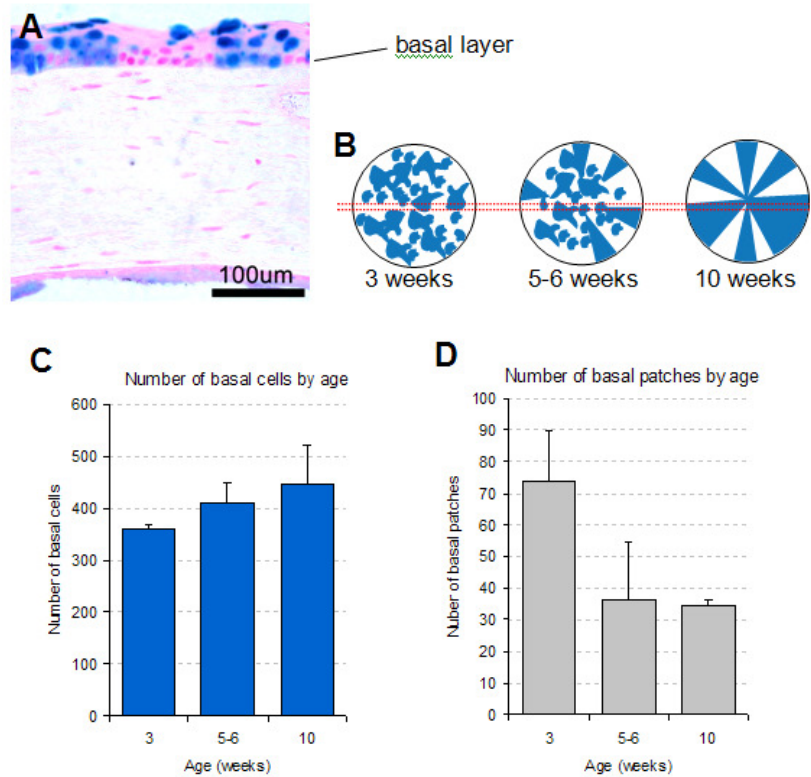 A
basal layer
100um
B
3 weeks
5-6 weeks
10 weeks
C
Number of basal cells by age
600
500
400
300
200
100
0
Number of basal cells
3
5-6
10
Age (weeks)
D
Number of basal patches by age
100
90
80
70
60
50
40
30
20
10
0
Nuber of basal patches
3
5-6
10
Age (weeks)